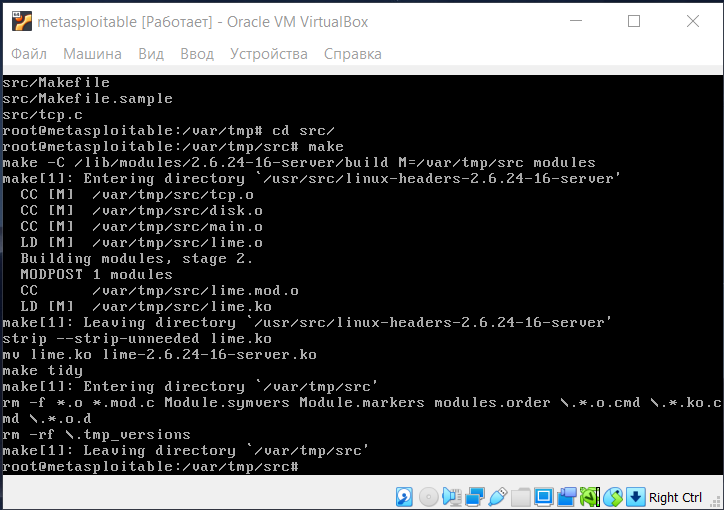 metasploitable [Работает] - Oracle VM VirtualBox
Файл Машина Вид Ввод Устройства Справка
src/Makefile
src/Makefile.sample
src/tcp.c
root@metasploitable:/var/tmp# cd src/
root@metasploitable:/var/tmp/src# make
make -C /lib/modules/2.6.24-16-server/build M=/var/tmp/src modules
make[1]: Entering directory `/usr/src/linux-headers-2.6.24-16-server'
  CC [M]  /var/tmp/src/tcp.o
  CC [M]  /var/tmp/src/disk.o
  CC [M]  /var/tmp/src/main.o
  LD [M]  /var/tmp/src/lime.o
  Building modules, stage 2.
  MODPOST 1 modules
  CC      /var/tmp/src/lime.mod.o
  LD [M]  /var/tmp/src/lime.ko
make[1]: Leaving directory `/usr/src/linux-headers-2.6.24-16-server'
strip --strip-unneeded lime.ko
mv lime.ko lime-2.6.24-16-server.ko
make tidy
make[1]: Entering directory `/var/tmp/src'
rm -f *.o *.mod.c Module.symvers Module.markers modules.order \.*.o.cmd \.*.ko.c
md \.*.o.d
rm -rf \.tmp_versions
make[1]: Leaving directory `/var/tmp/src'
root@metasploitable:/var/tmp/src#
Right Ctrl